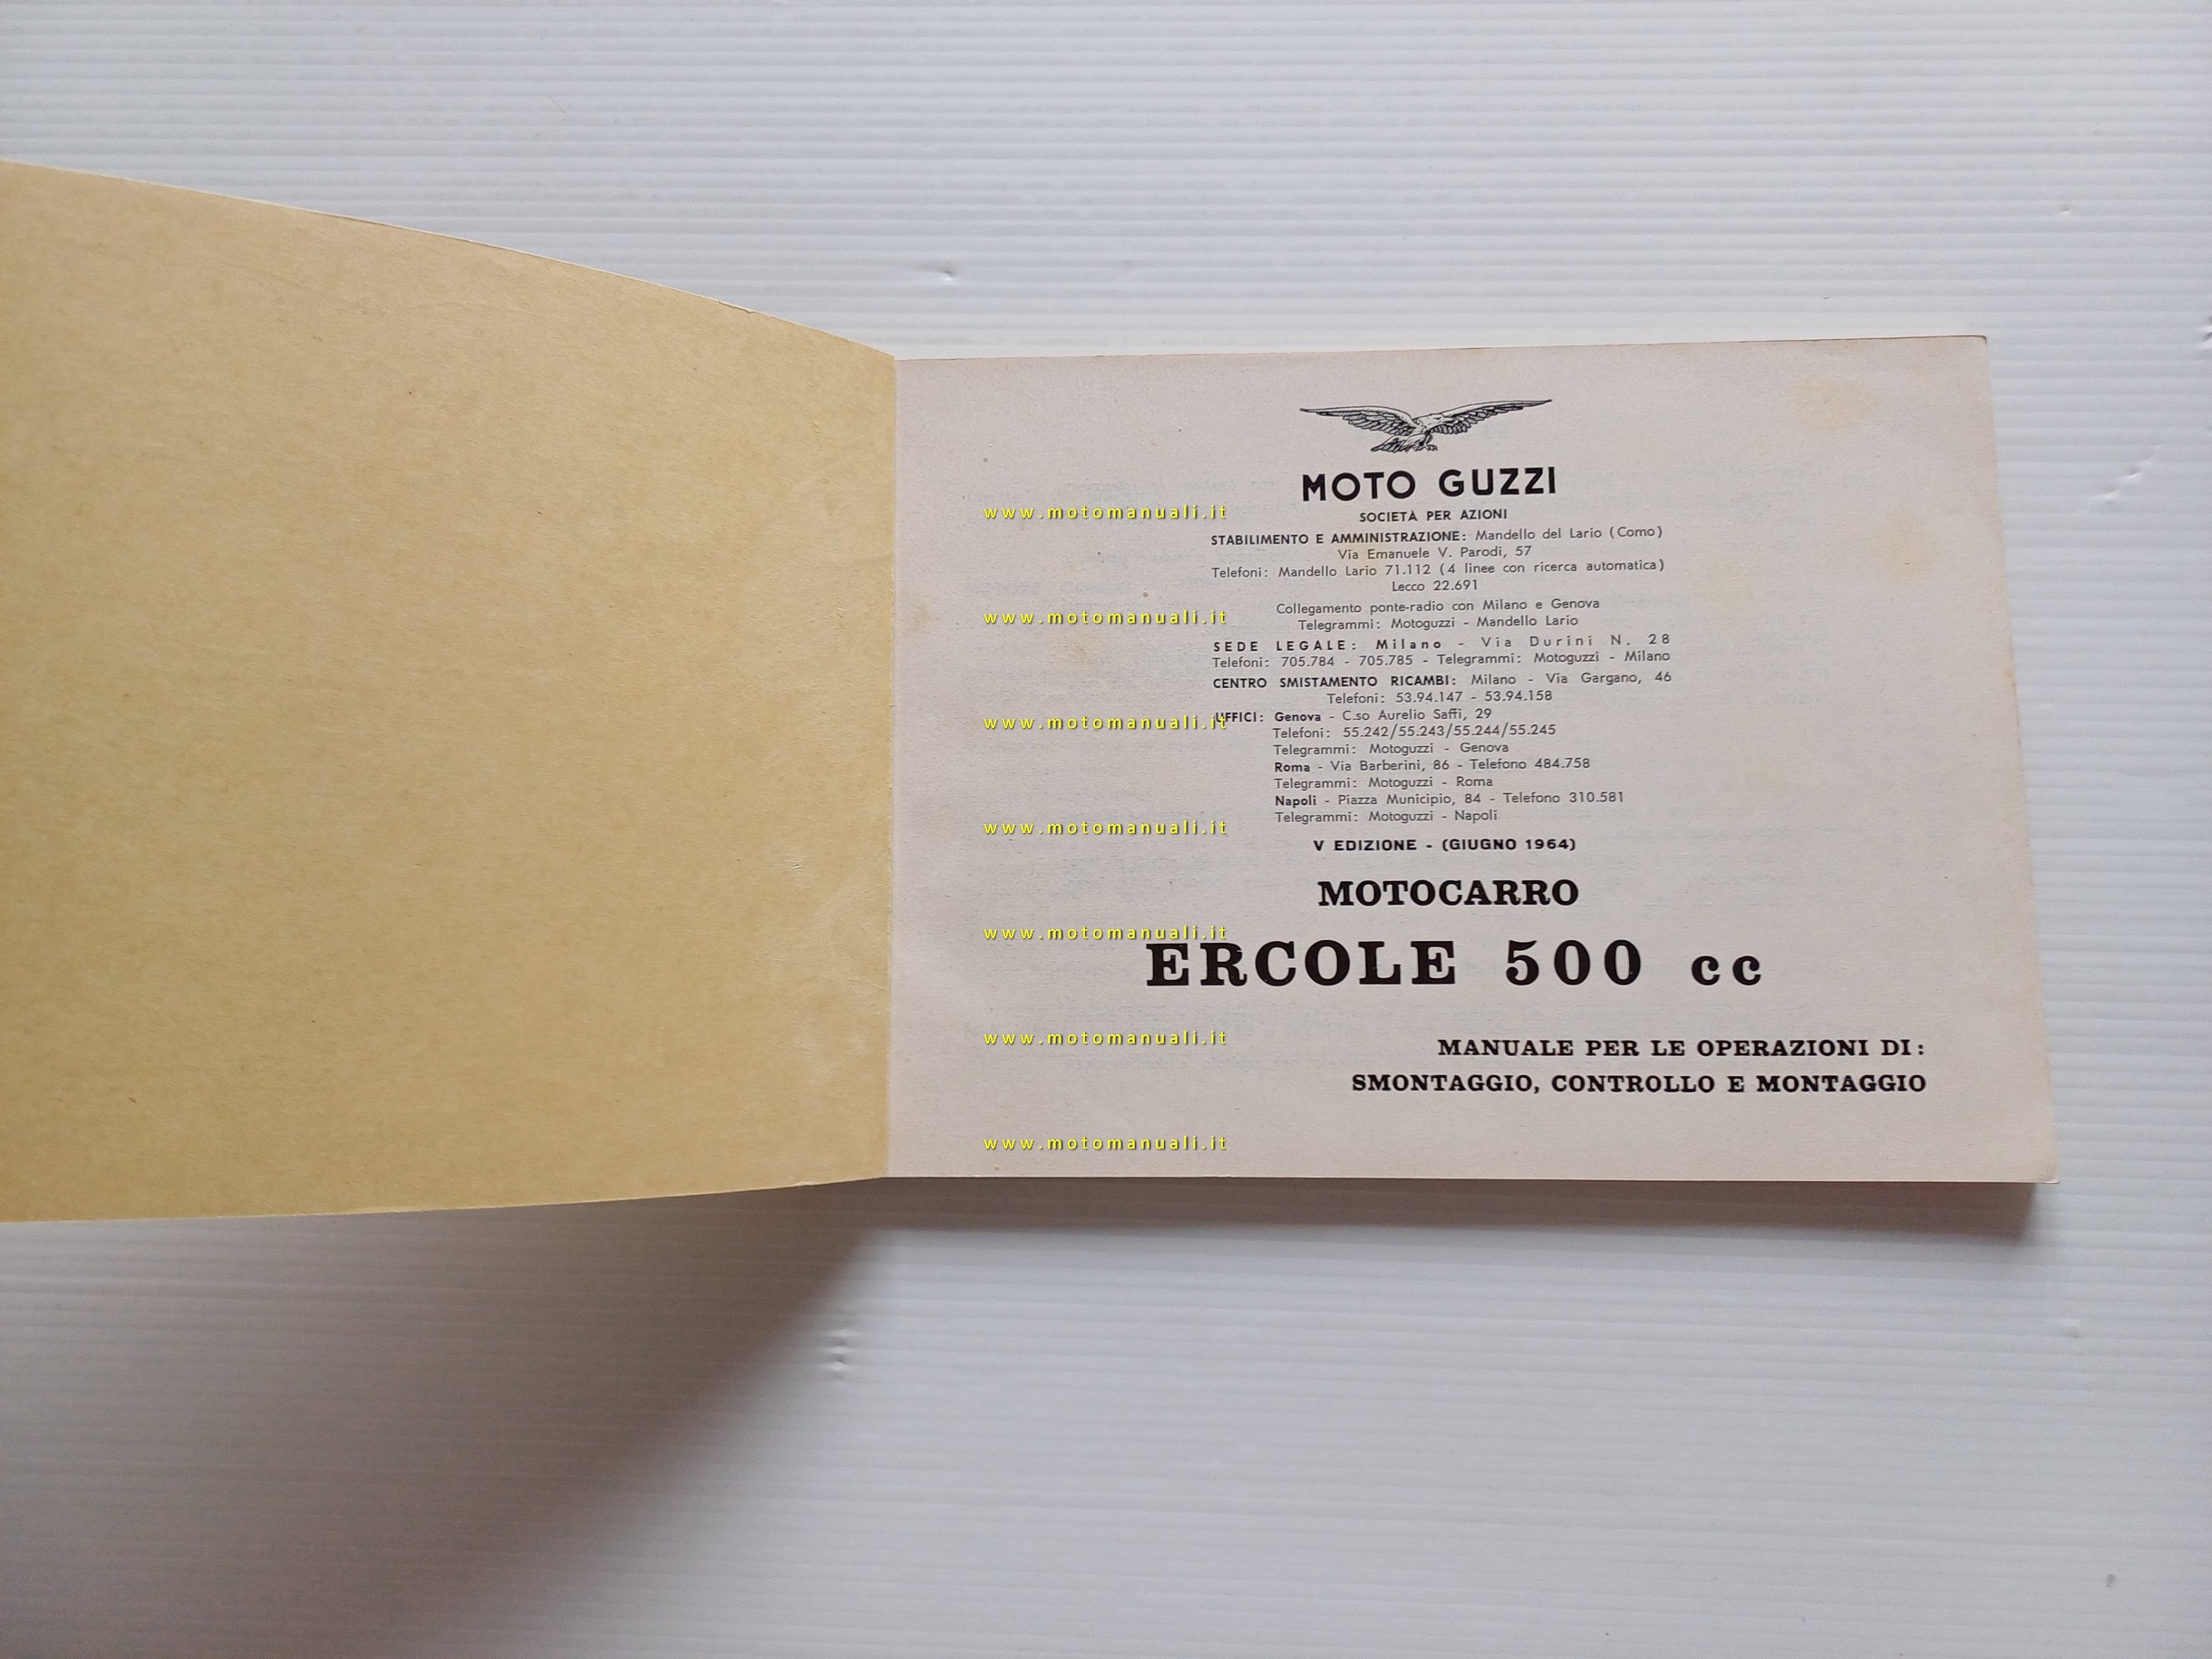 MOTO GUZZI
SOCIETÀ PER AZIONI
STABILIMENTO E AMMINISTRAZIONE: Mandello del Lario (Como)
Via Emanuele V. Parodi, 57
Telefoni: Mandello Lario 71.112 (4 linee con ricerca automatica)
Lecco 22.691
Collegamento ponte-radio con Milano e Genova
Telegrammi: Motoguzzi - Mandello Lario
SEDE LEGALE: Milano - Via Durini N. 28
Telefoni: 705.784 - 705.785 - Telegrammi: Motoguzzi - Milano
CENTRO SMISTAMENTO RICAMBI: Milano - Via Gargano, 46
Telefoni: 53.94.147 - 53.94.158
UFFICI: Genova - C.so Aurelio Saffi, 29
Telefoni: 55.242/55.243/55.244/55.245
Telegrammi: Motoguzzi - Genova
Roma - Via Barberini, 86 - Telefono 484.758
Telegrammi: Motoguzzi - Roma
Napoli - Piazza Municipio, 84 - Telefono 310.581
Telegrammi: Motoguzzi - Napoli
V EDIZIONE - (GIUGNO 1964)
MOTOCARRO
ERCOLE 500 cc
MANUALE PER LE OPERAZIONI DI:
SMONTAGGIO, CONTROLLO E MONTAGGIO
www.motomanuali.it
www.motomanuali.it
www.motomanuali.it
www.motomanuali.it
www.motomanuali.it
www.motomanuali.it
www.motomanuali.it